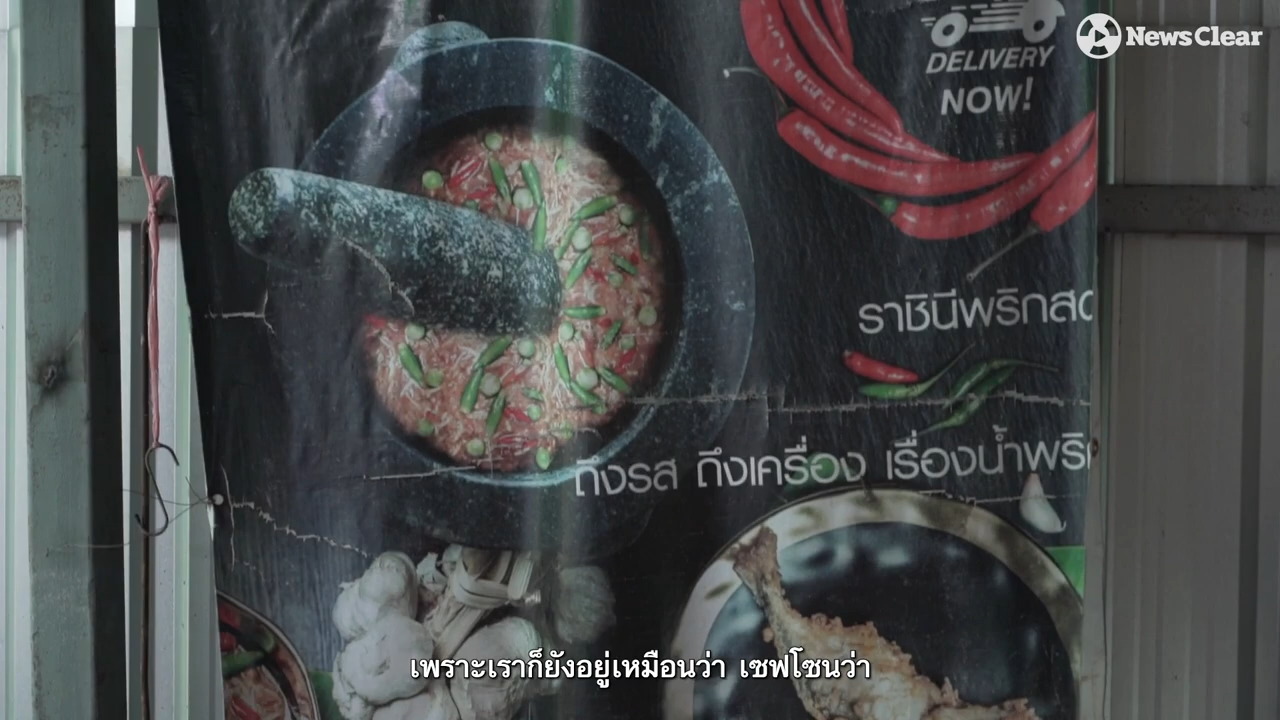 NewsClear
DELIVERY
NOW!
ราชินีพริกสด
ถึงรส ถึงเครื่อง เรื่องน้ำพริก
เพราะเราก็ยังอยู่เหมือนว่า เซฟโซนว่า